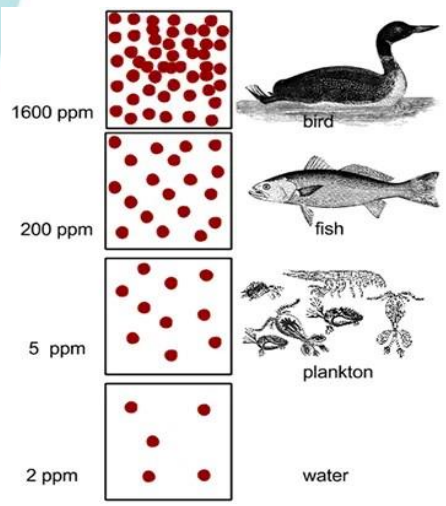 1600 ppm
bird
200 ppm
fish
5 ppm
plankton
2 ppm
water